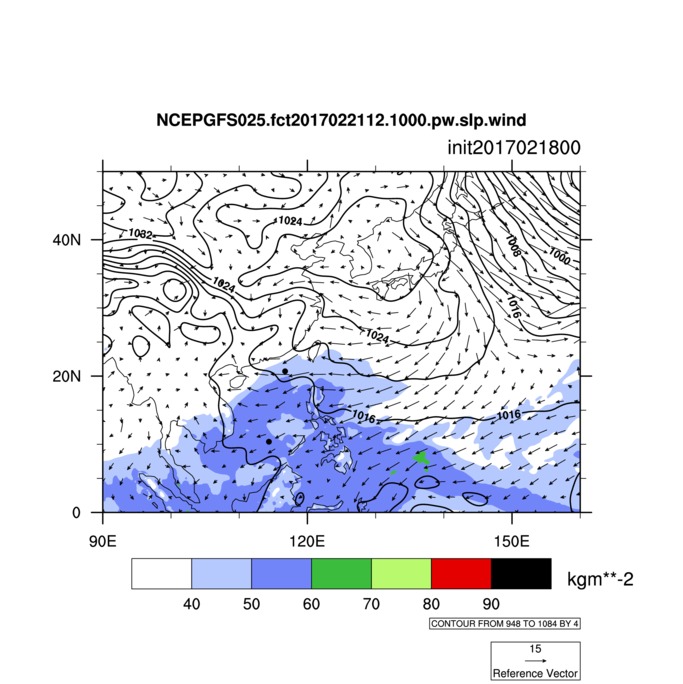 NCEPGFS025.fct2017022112.1000.pw.slp.wind
init2017021800
1032
1024
1008
1000
40N
1024
1016
1024
20N
1016
1016
0
90E
120E
150E
kgm**-2
40
50
60
70
80
90
CONTOUR FROM 948 TO 1084 BY 4
15
Reference Vector